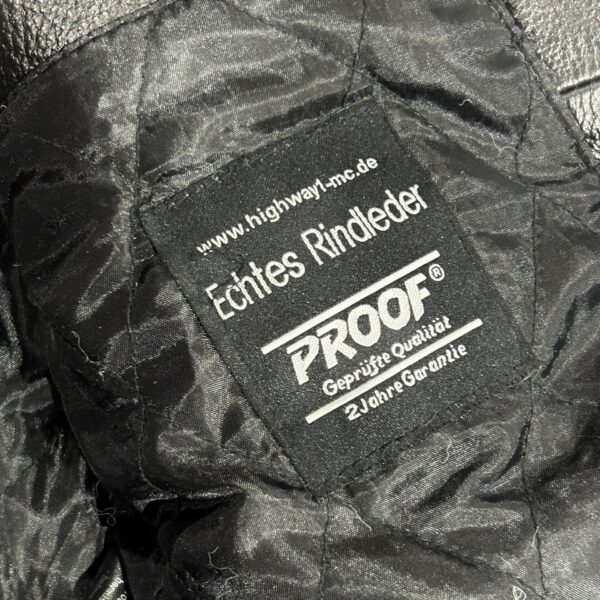 www.highway1-mc.de
Echtes Rindleder
PROOF®
Geprüfte Qualität
2 Jahre Garantie